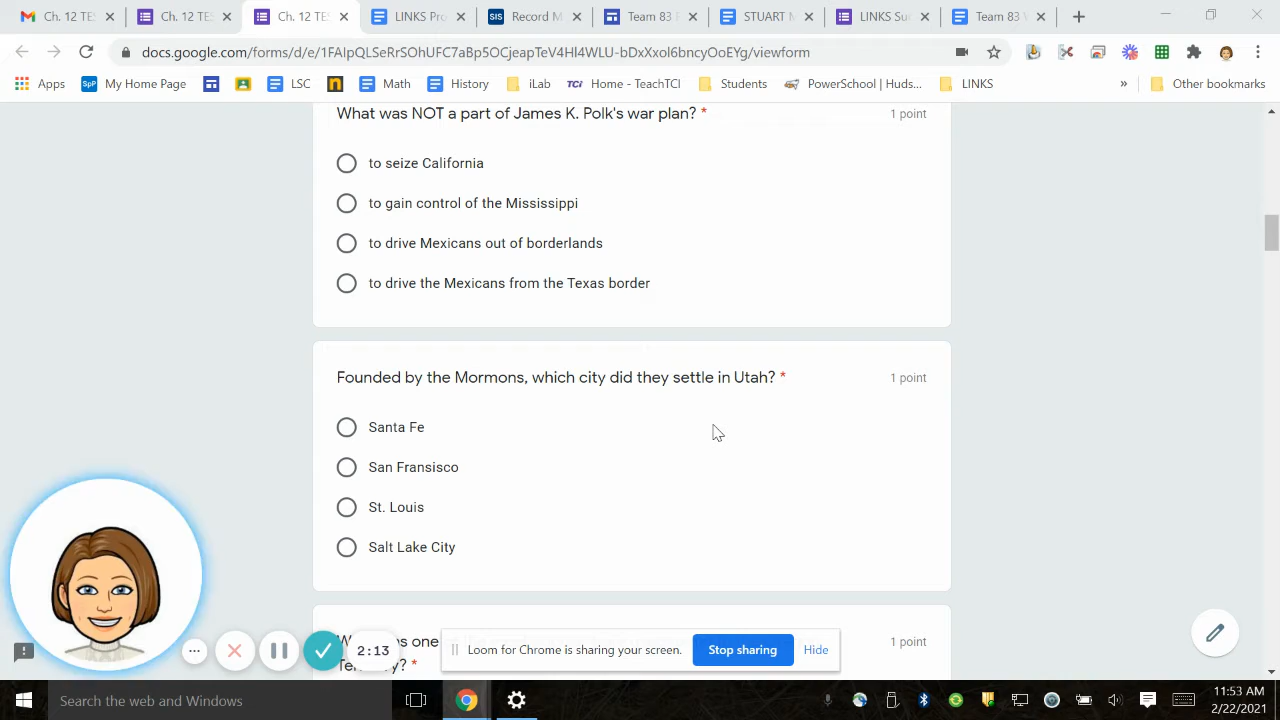 Ch. 12 TES
Ch. 12 TES
Ch. 12 TES
LINKS Pro
Record M
Team 83 
STUART M
LINKS Su
Team 83 
docs.google.com/forms/d/e/1FAIpQLSeRrSOhUFC7aBp5OCjeapTeV4Hl4WLU-bDxXxol6bncyOoEYg/viewform
Apps
SpP My Home Page
LSC
Math
History
iLab
TCi Home - TeachTCI
Students
PowerSchool | Huds...
LINKS
» Other bookmarks
What was NOT a part of James K. Polk's war plan? * 1 point
to seize California
to gain control of the Mississippi
to drive Mexicans out of borderlands
to drive the Mexicans from the Texas border
Founded by the Mormons, which city did they settle in Utah? * 1 point
Santa Fe
San Fransisco
St. Louis
Salt Lake City
1 point
2:13
Loom for Chrome is sharing your screen. Stop sharing Hide
Search the web and Windows
11:53 AM
2/22/2021